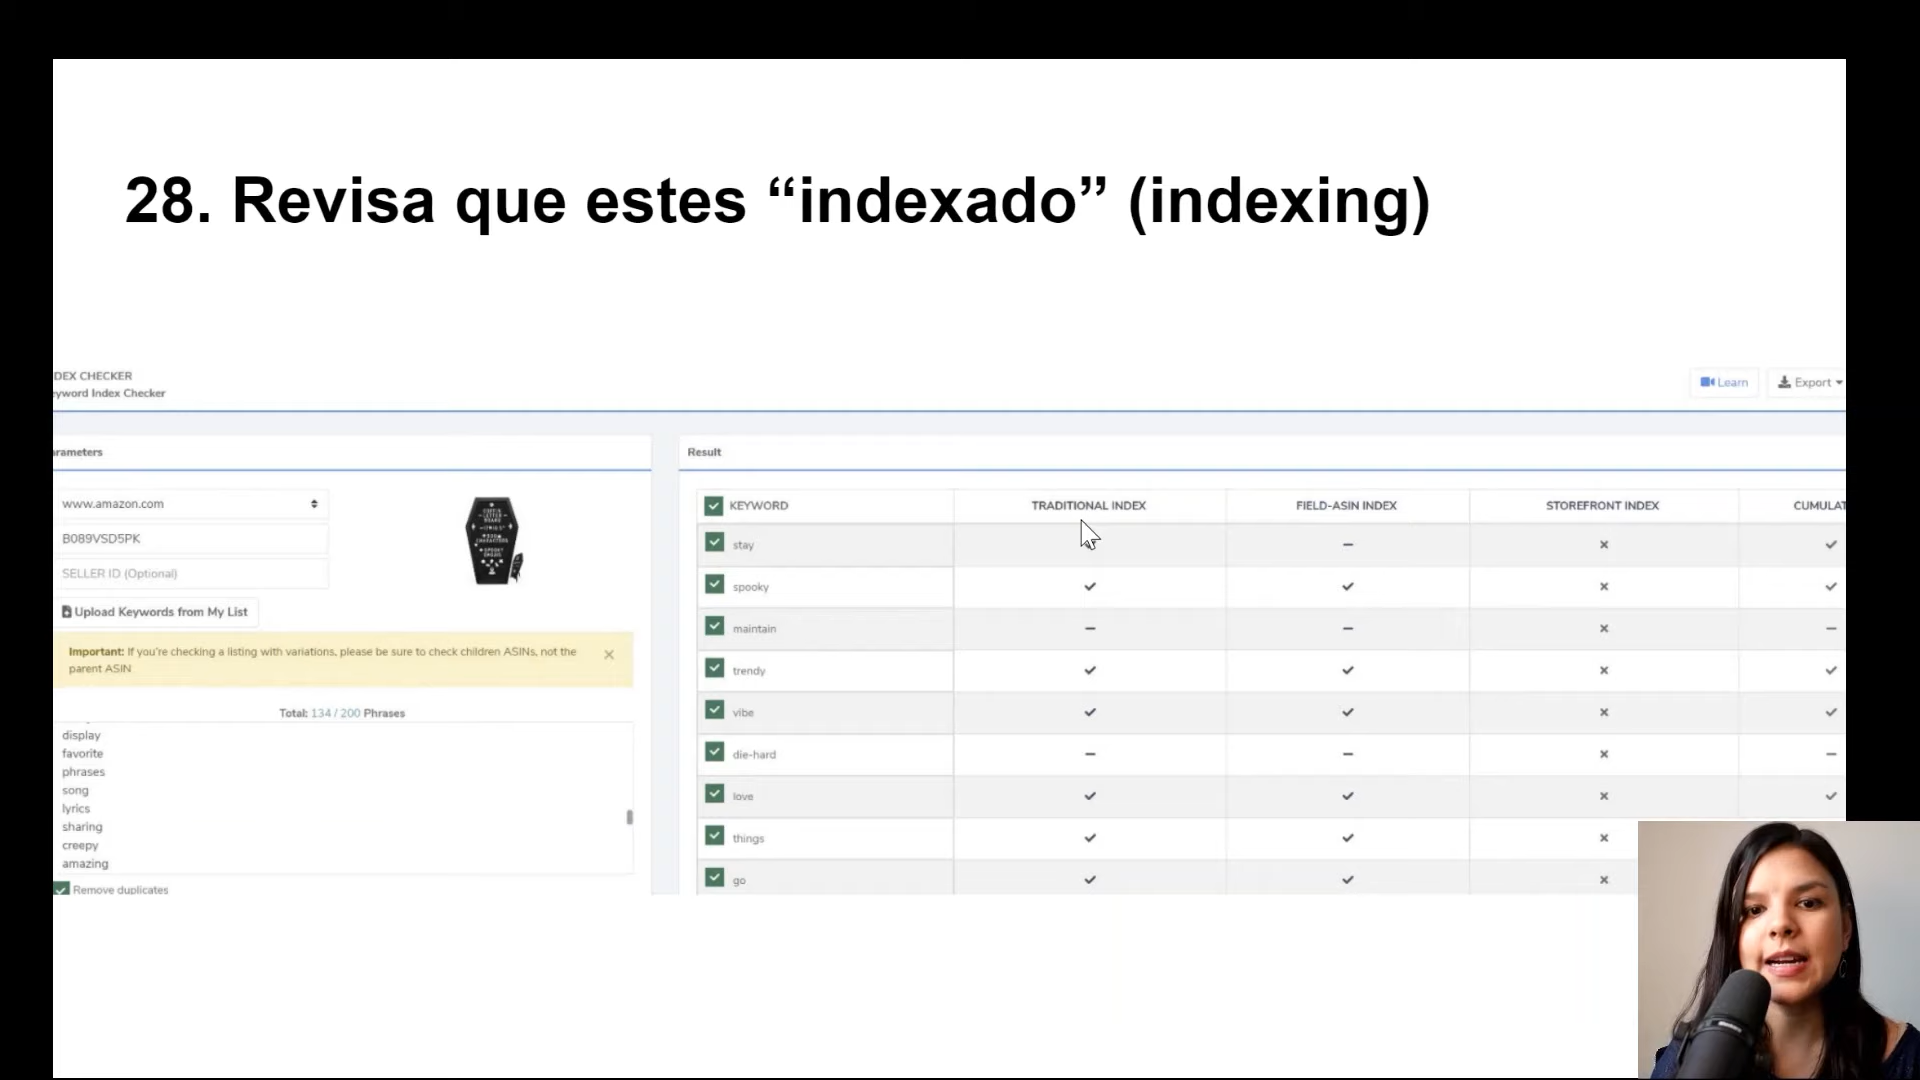 28. Revisa que estes “indexado” (indexing)
DEX CHECKER
yword Index Checker
Learn
Export
rameters
www.amazon.com
B089VSD5PK
SELLER ID (Optional)
Upload Keywords from My List
Important: If you're checking a listing with variations, please be sure to check children ASINs, not the
parent ASIN
Total: 134 / 200 Phrases
display
favorite
phrases
song
lyrics
sharing
creepy
amazing
Remove duplicates
Result
KEYWORD TRADITIONAL INDEX FIELD-ASIN INDEX STOREFRONT INDEX CUMULAT
stay
spooky
maintain
trendy
vibe
die-hard
love
things
go